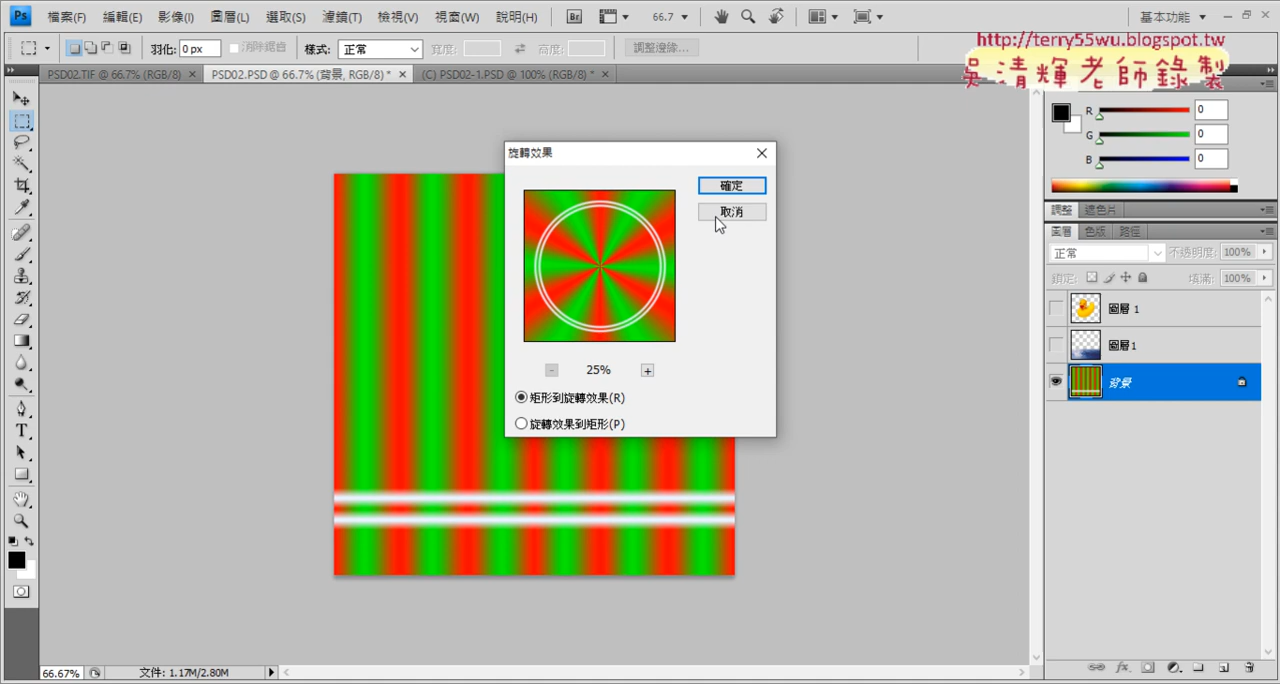 Ps 檔案(F) 編輯(E) 影像(I) 圖層(L) 選取(S) 濾鏡(T) 檢視(V) 視窗(W) 說明(H) Br 66.7 基本功能
羽化: 0 px 消除鋸齒 樣式: 正常 寬度: 高度: 調整邊緣...
http://terry55wu.blogspot.tw
吳清輝老師錄製
PSD02.TIF @ 66.7% (RGB/8) PSD02.PSD @ 66.7% (背景, RGB/8) * (C) PSD02-1.PSD @ 100% (RGB/8) *
R 0
G 0
B 0
旋轉效果
確定
取消
25%
矩形到旋轉效果(R)
旋轉效果到矩形(P)
調整 遮色片
圖層 色版 路徑
正常 不透明度: 100%
鎖定: 填滿: 100%
圖層 1
圖層1
背景
66.67% 文件: 1.17M/2.80M